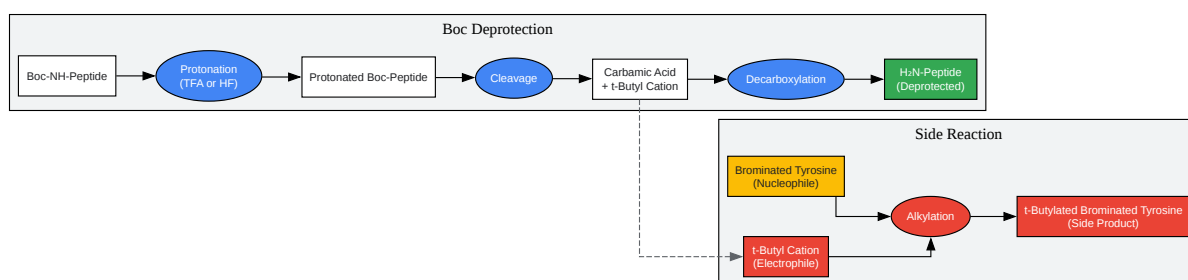 Boc Deprotection
Boc-NH-Peptide
Protonation
(TFA or HF)
Protonated Boc-Peptide
Cleavage
Carbamic Acid
+ t-Butyl Cation
Decarboxylation
H₂N-Peptide
(Deprotected)
Side Reaction
Brominated Tyrosine
(Nucleophile)
Alkylation
t-Butylated Brominated Tyrosine
(Side Product)
t-Butyl Cation
(Electrophile)